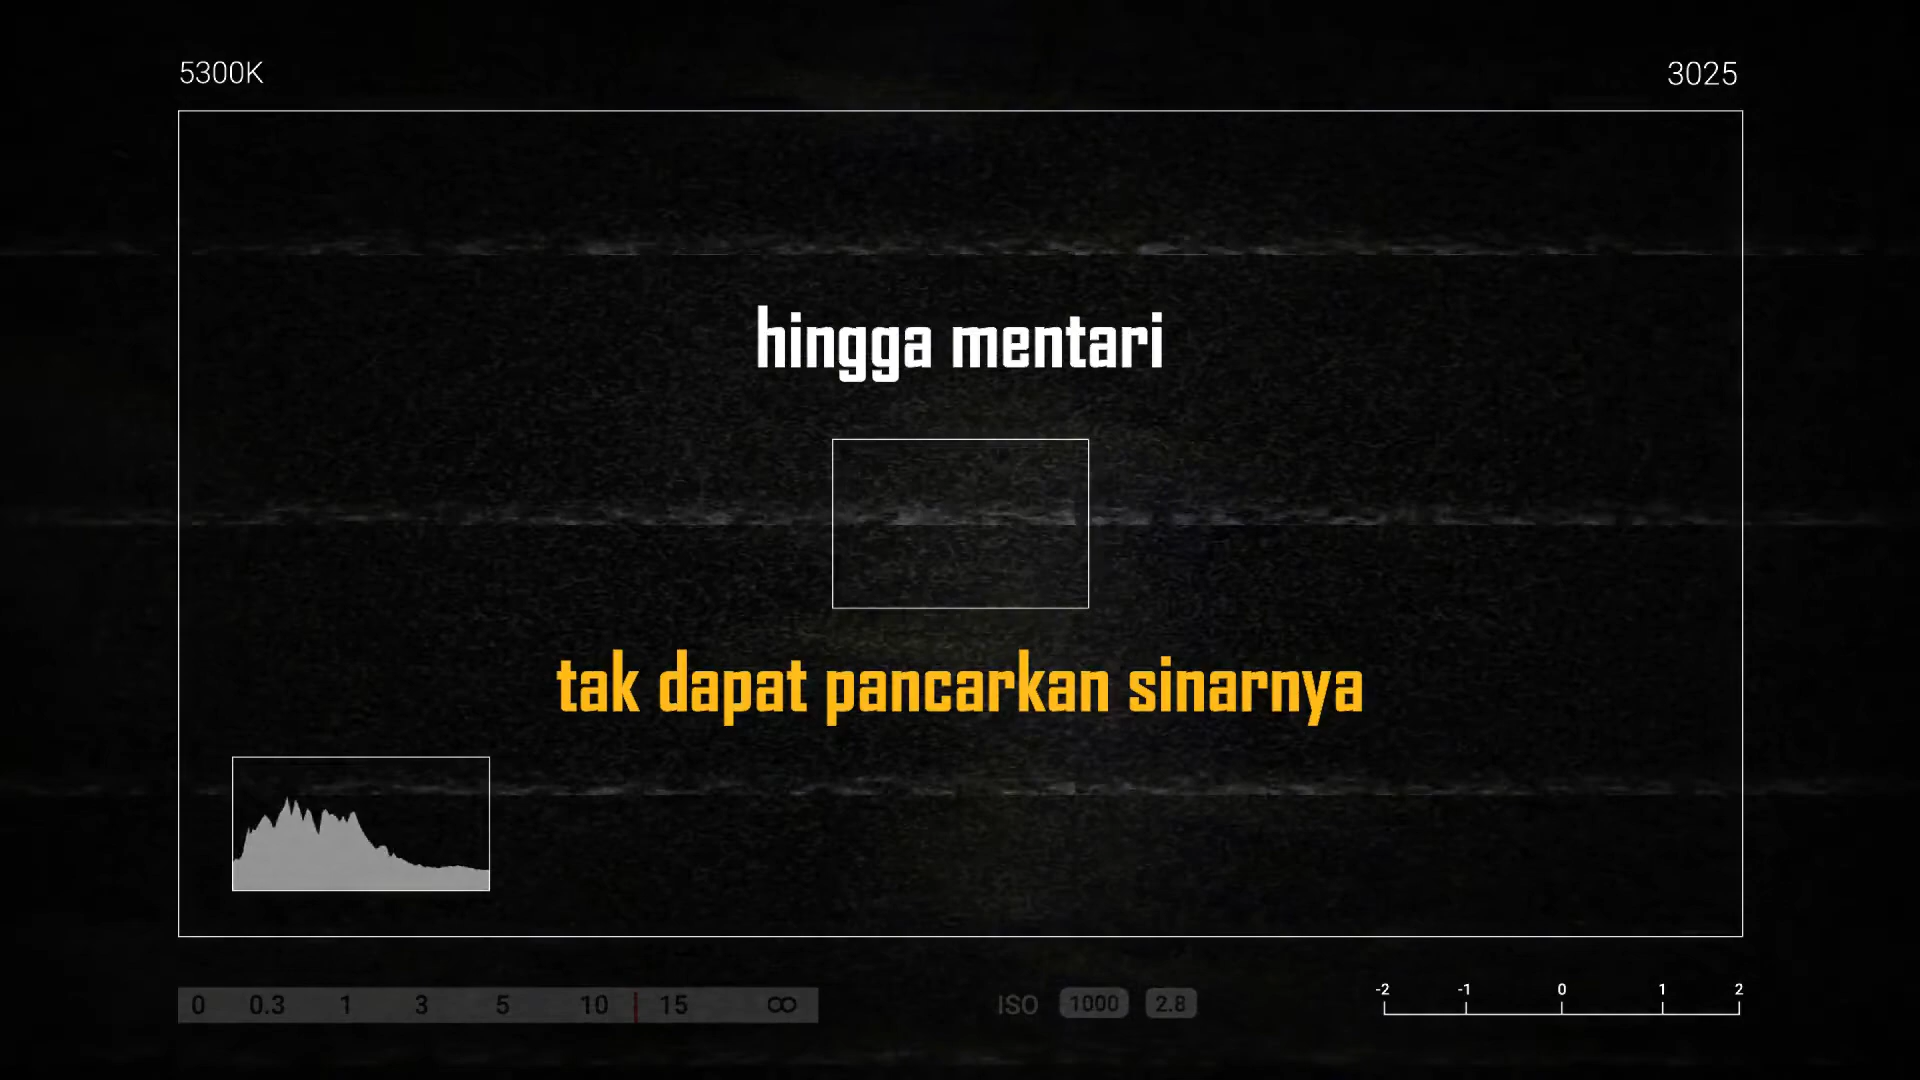 5300K 3025
hingga mentari
tak dapat pancarkan sinarnya
0 0.3 1 3 5 10 15 ∞ ISO 1000 2.8 -2 -1 0 1 2